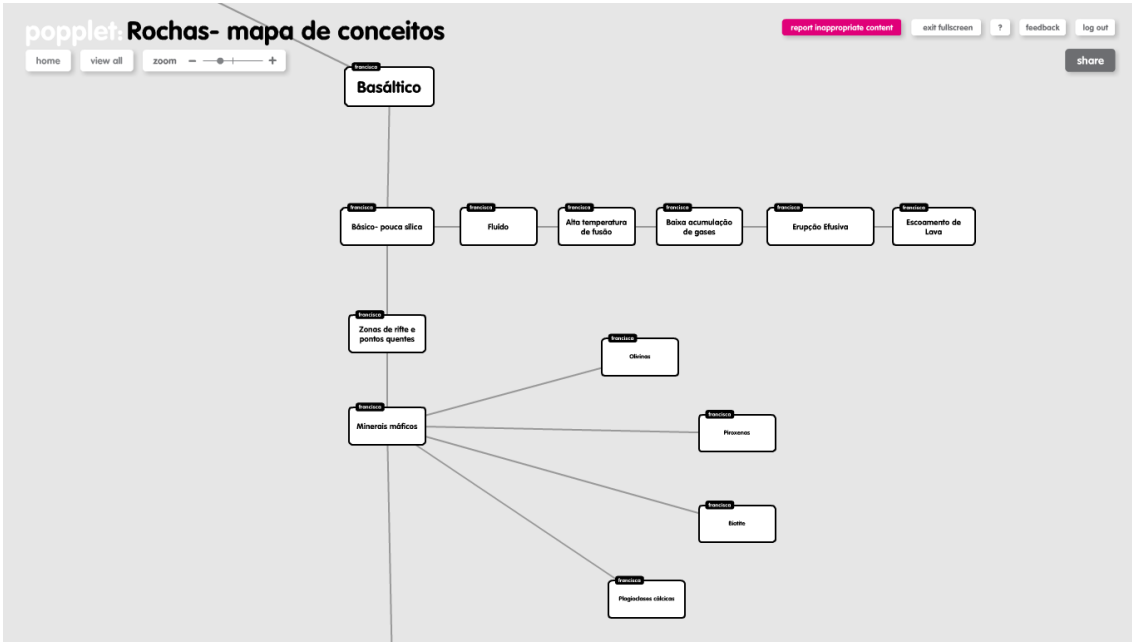 popplet: Rochas- mapa de conceitos
report inappropriate content
exit fullscreen
?
feedback
log out
home
view all
zoom
share
francisca
Basáltico
francisca
Básico- pouca sílica
francisca
Fluído
francisca
Alta temperatura
de fusão
francisca
Baixa acumulação
de gases
francisca
Erupção Efusiva
francisca
Escoamento de
Lava
francisca
Zonas de rifte e
pontos quentes
francisca
Olivinas
francisca
Minerais máficos
francisca
Piroxenas
francisca
Biotite
francisca
Plagioclases cálcicas